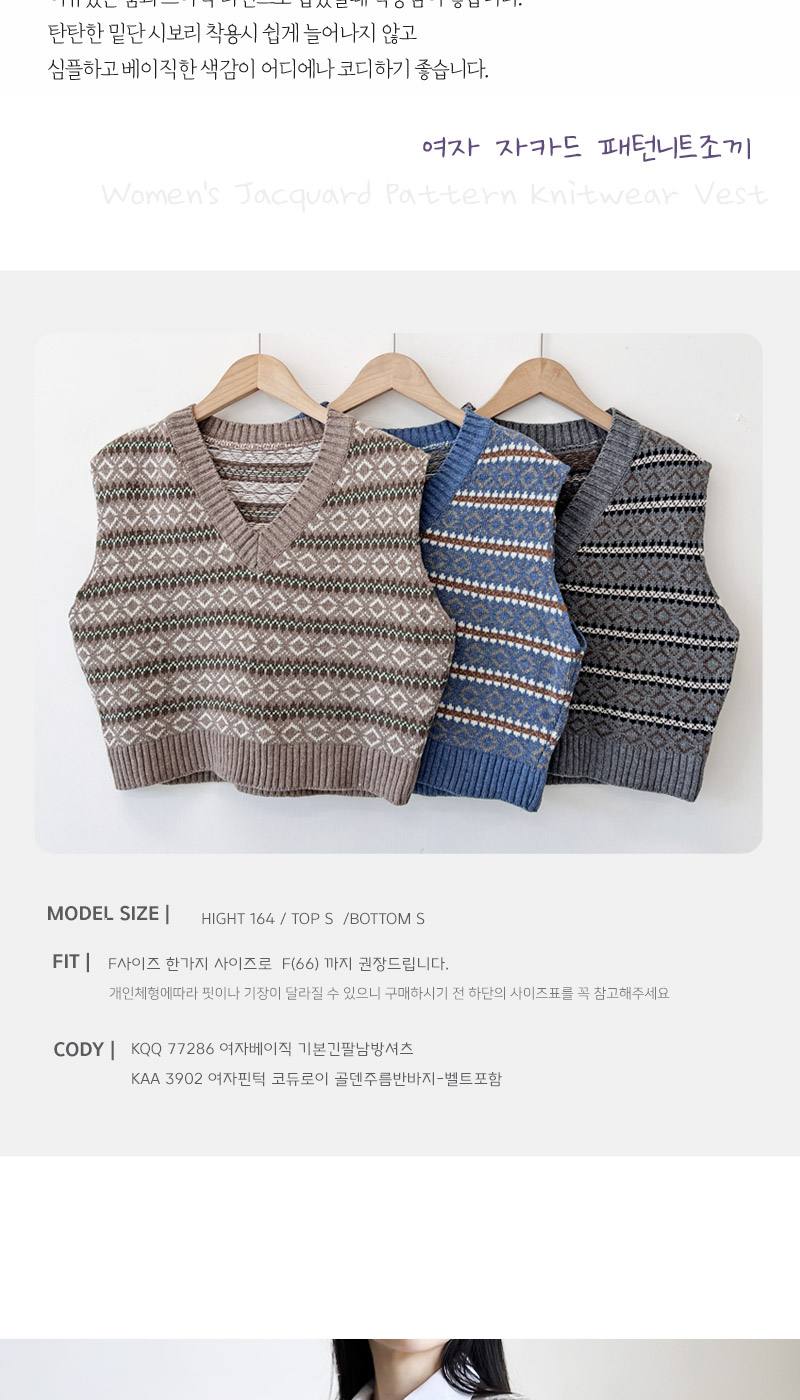 탄탄한 밑단 시보리 착용시 쉽게 늘어나지 않고
심플하고 베이직한 색감이 어디에나 코디하기 좋습니다.
여자 자카드 패턴니트조끼
Women's Jacquard Pattern Knitwear Vest
MODEL SIZE | HIGHT 164 / TOP S /BOTTOM S
FIT | F사이즈 한가지 사이즈로 F(66) 까지 권장드립니다.
개인체형에따라 핏이나 기장이 달라질 수 있으니 구매하시기 전 하단의 사이즈표를 꼭 참고해주세요
CODY | KQQ 77286 여자베이직 기본긴팔남방셔츠
KAA 3902 여자핀턱 코듀로이 골덴주름반바지-벨트포함